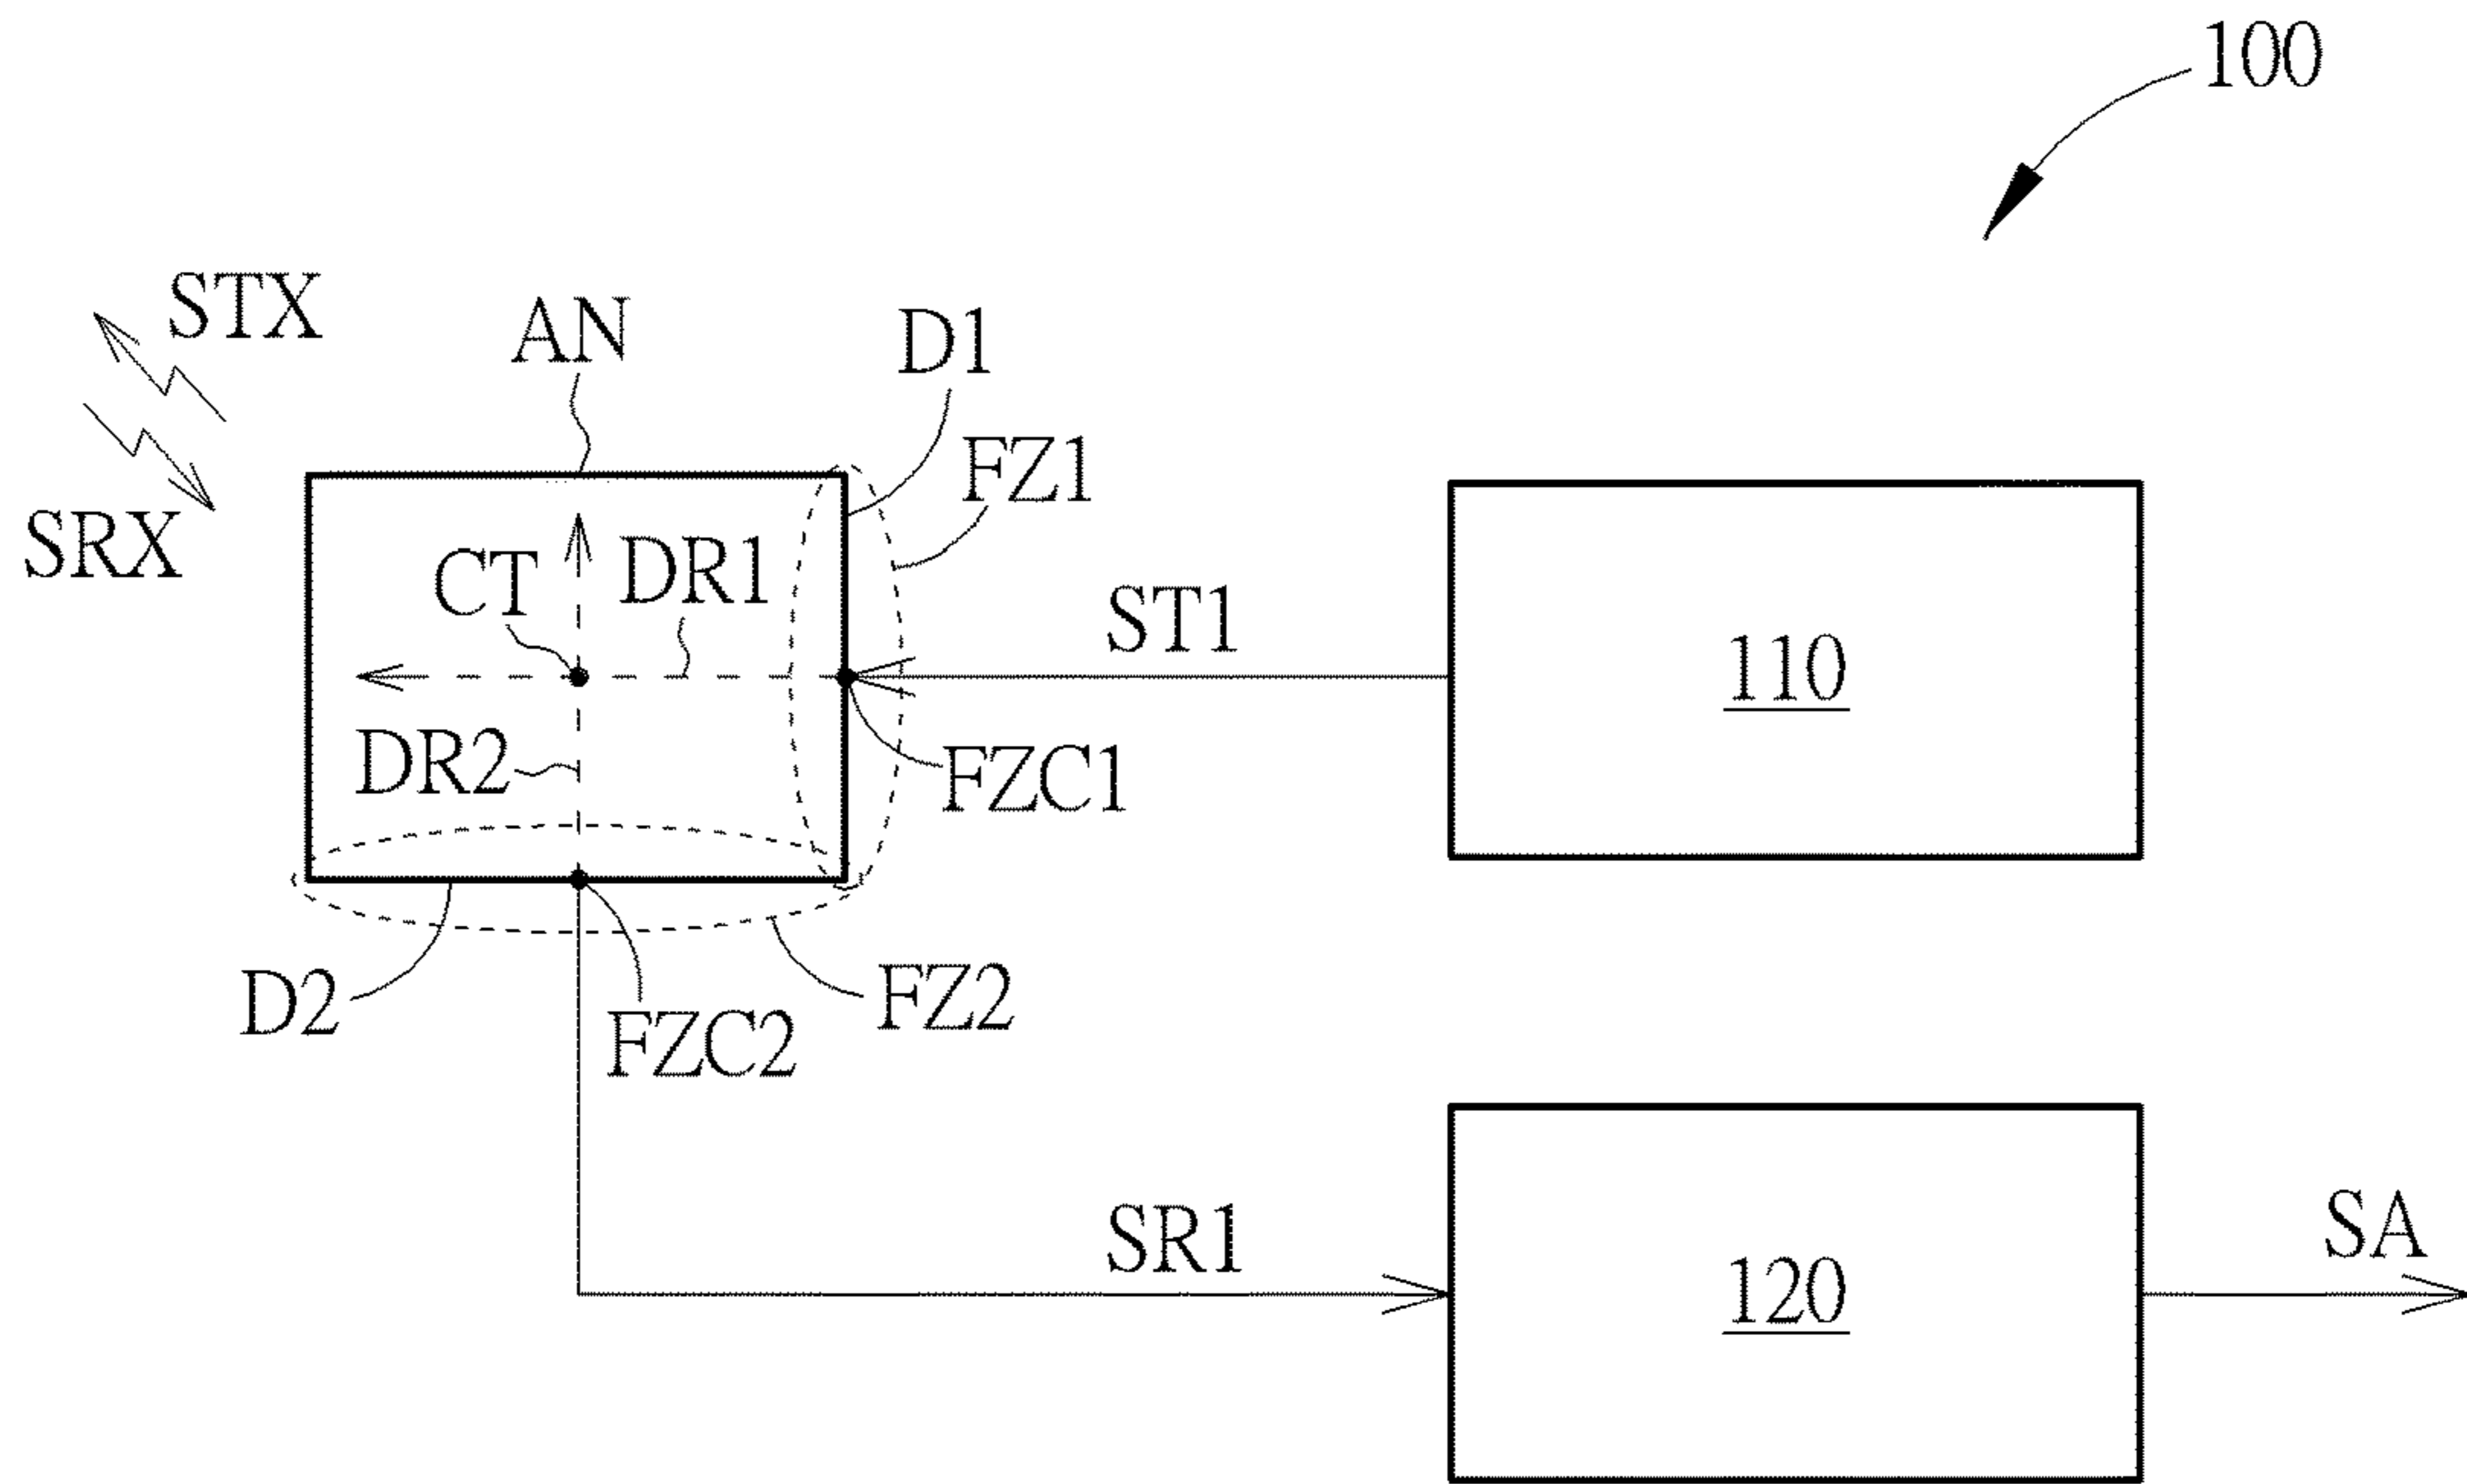 100
STX
AN
D1
FZ1
SRX
CT
DR1
ST1
110
DR2
FZC1
D2
FZC2
FZ2
SR1
120
SA